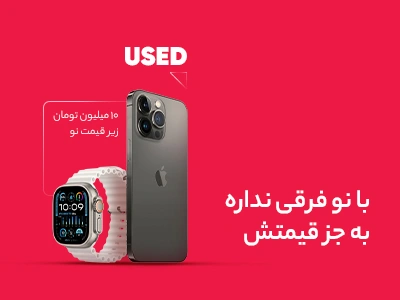 USED
۱۰ میلیون تومان
زیر قیمت نو
با نو فرقی نداره
به جز قیمتش